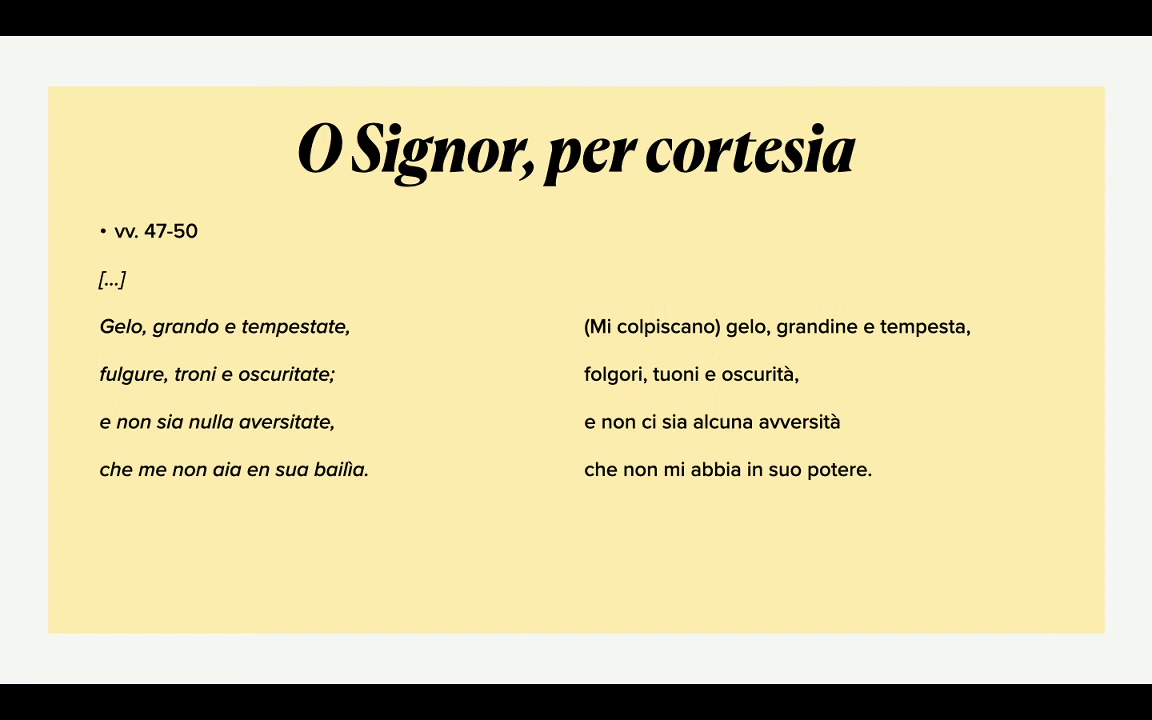 O Signor, per cortesia
• vv. 47-50
[...]
Gelo, grando e tempestate,
fulgure, troni e oscuritate;
e non sia nulla aversitate,
che me non aia en sua bailìa.
(Mi colpiscano) gelo, grandine e tempesta,
folgori, tuoni e oscurità,
e non ci sia alcuna avversità
che non mi abbia in suo potere.